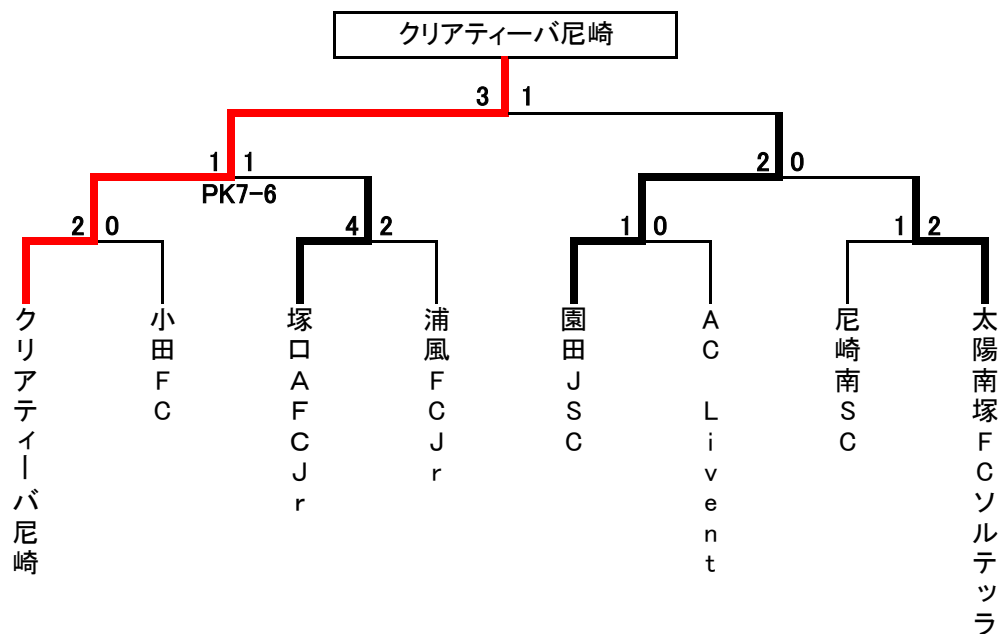 クリアティーバ尼崎
3 1
1 1
PK7-6
2 0
2 0
4 2
1 0
1 2
クリアティーバ尼崎
小田FC
塚口AFCJr
浦風FCJr
園田JSC
AC Livent
尼崎南SC
太陽南塚FCソルテッラ